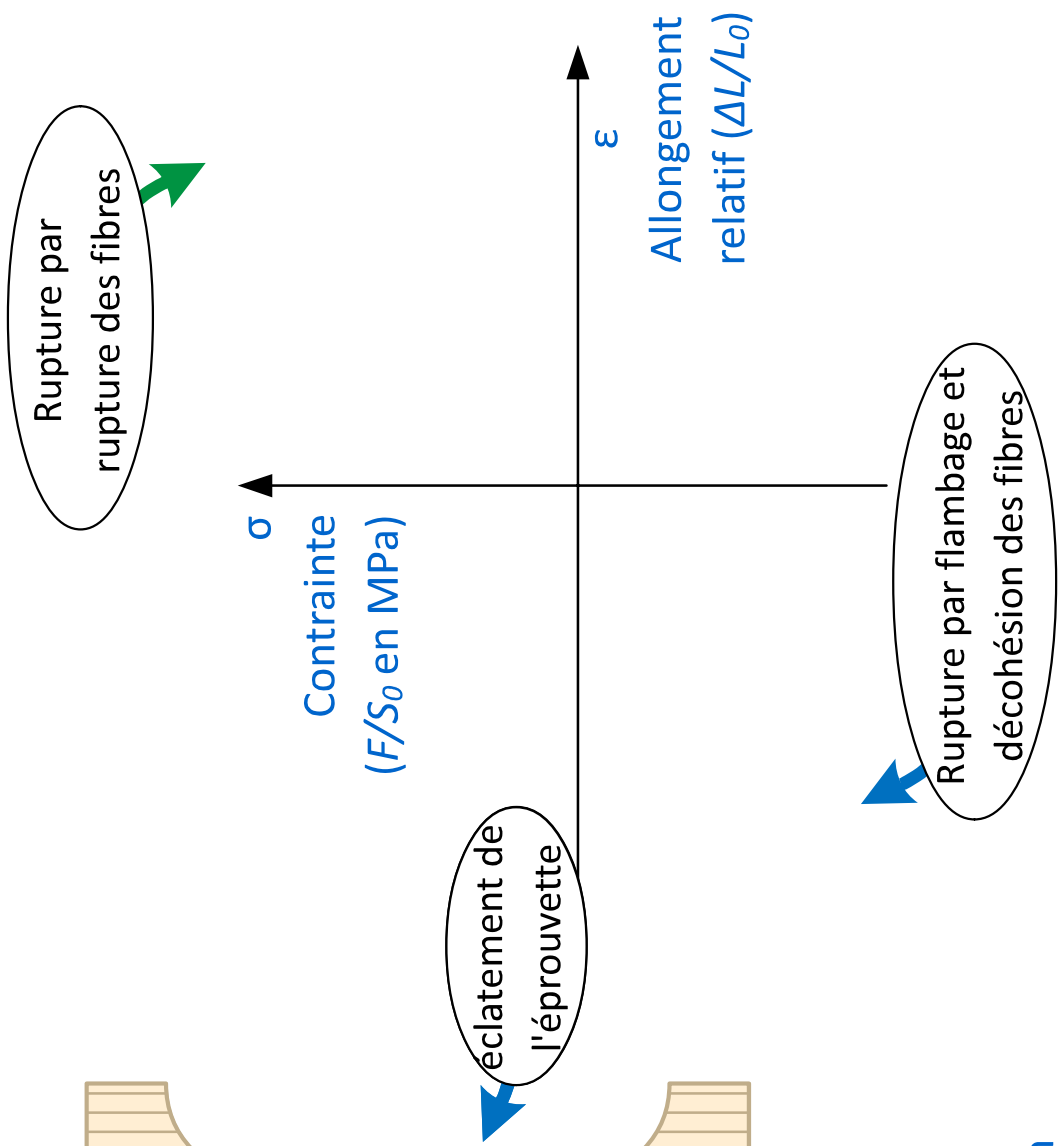 Rupture par
rupture des fibres
σ
Contrainte
(F/S₀ en MPa)
ε
Allongement
relatif (ΔL/L₀)
éclatement de
l'éprouvette
Rupture par flambage et
décohésion des fibres